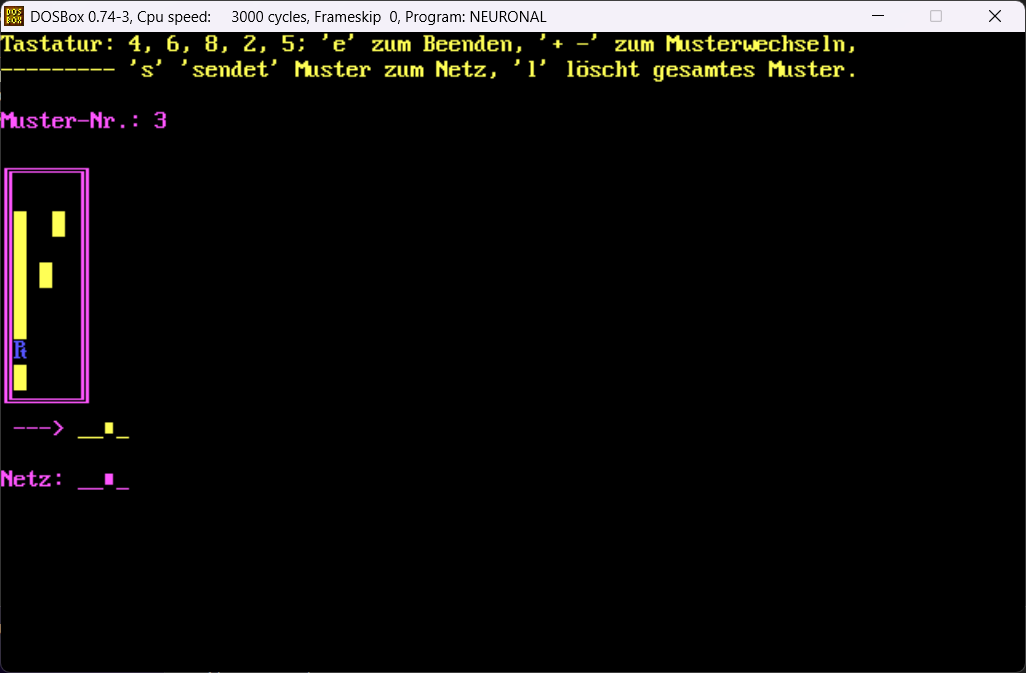 DOSBox 0.74-3, Cpu speed: 3000 cycles, Frameskip 0, Program: NEURONAL
Tastatur: 4, 6, 8, 2, 5; 'e' zum Beenden, '+ -' zum Musterwechseln,
--------- 's' 'sendet' Muster zum Netz, 'l' löscht gesamtes Muster.
Muster-Nr.: 3
₧
---> __▪_
Netz: __▪_